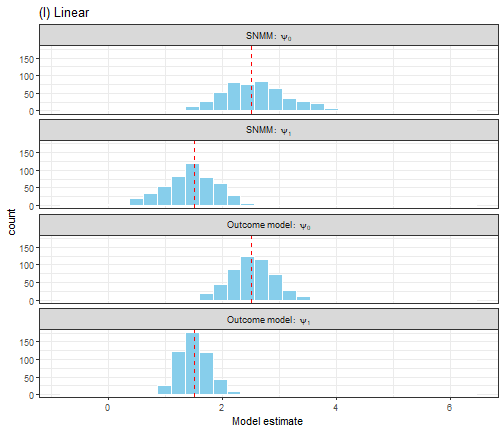 (I) Linear
SNMM: ψ₀
150
100
50
0
SNMM: ψ₁
150
100
50
0
count
Outcome model: ψ₀
150
100
50
0
Outcome model: ψ₁
150
100
50
0
0 2 4 6
Model estimate